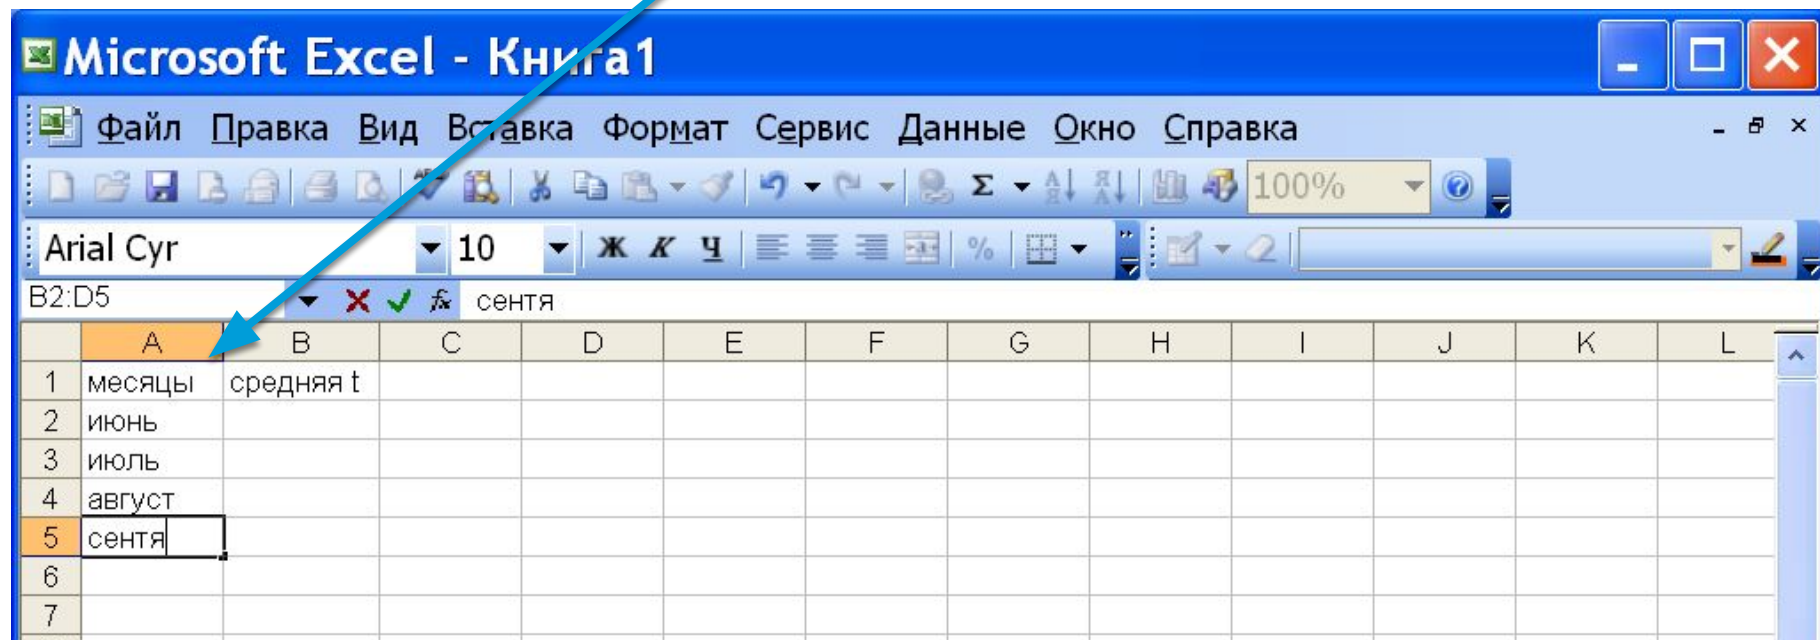 Microsoft Excel - Книга1
Файл Правка Вид Вставка Формат Сервис Данные Окно Справка
Σ 100%
Arial Cyr 10 Ж К Ч %
B2:D5 fx сентя
A B C D E F G H I J K L
1 месяцы средняя t
2 июнь
3 июль
4 август
5 сентя
6
7